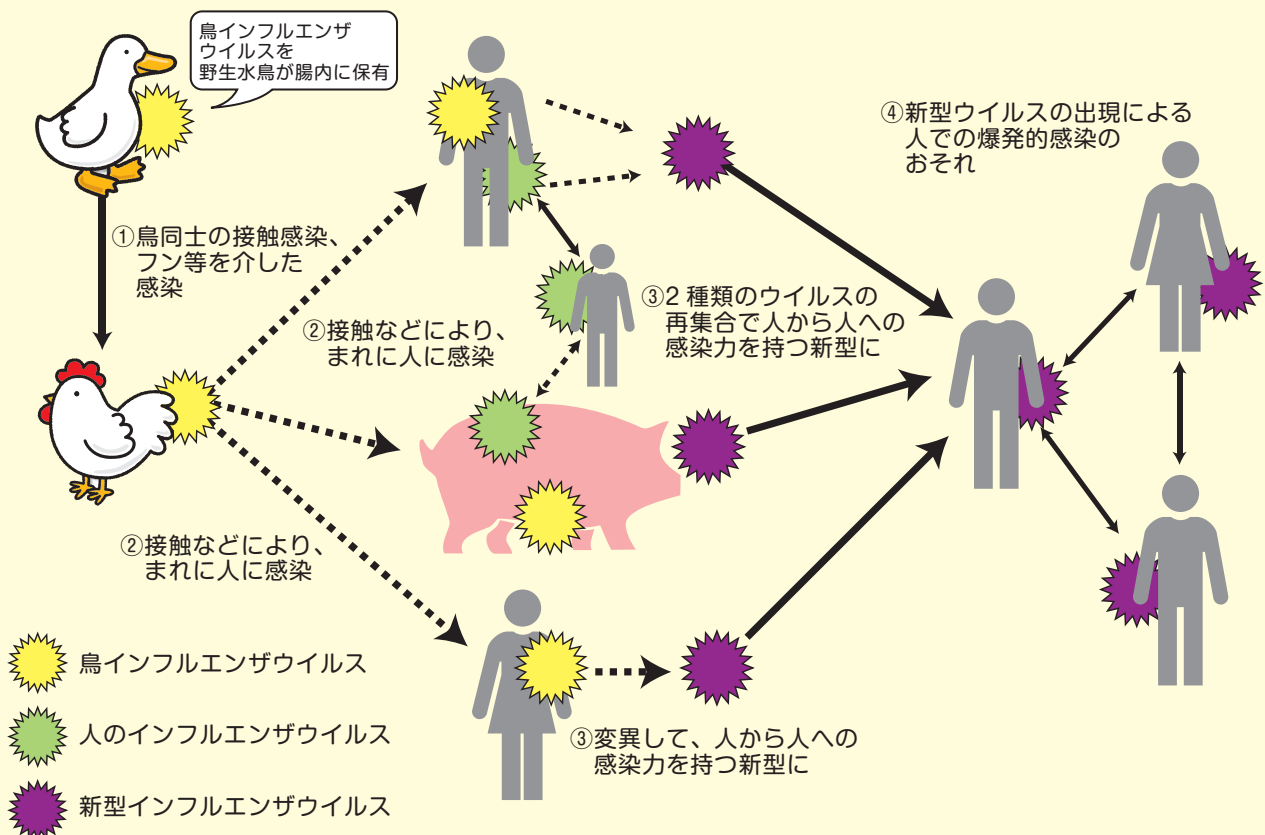 鳥インフルエンザ
ウイルスを
野生水鳥が腸内に保有
①鳥同士の接触感染、
フン等を介した
感染
②接触などにより、
まれに人に感染
③2種類のウイルスの
再集合で人から人への
感染力を持つ新型に
④新型ウイルスの出現による
人での爆発的感染の
おそれ
②接触などにより、
まれに人に感染
③変異して、人から人への
感染力を持つ新型に
鳥インフルエンザウイルス
人のインフルエンザウイルス
新型インフルエンザウイルス